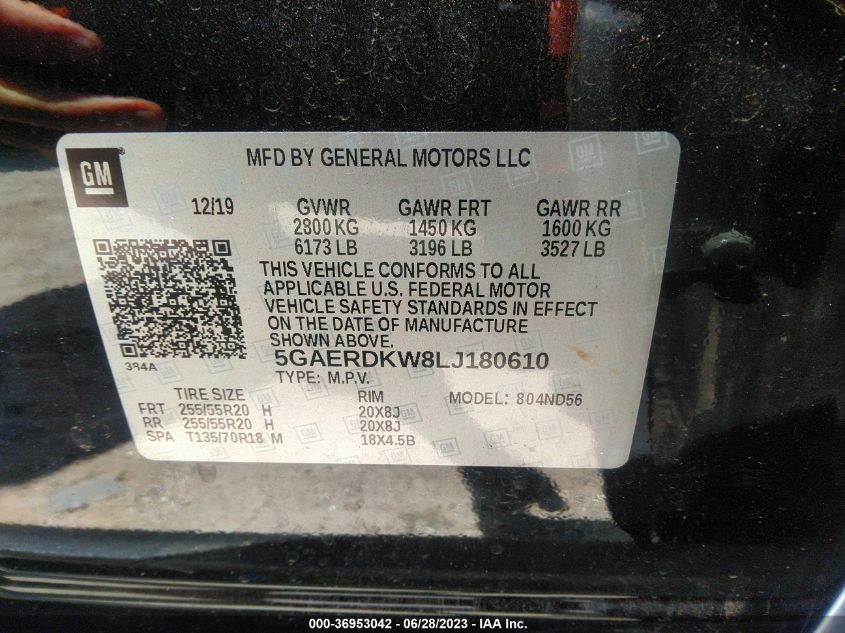 GM
MFD BY GENERAL MOTORS LLC
12/19 GVWR GAWR FRT GAWR RR
2800 KG 1450 KG 1600 KG
6173 LB 3196 LB 3527 LB
THIS VEHICLE CONFORMS TO ALL
APPLICABLE U.S. FEDERAL MOTOR
VEHICLE SAFETY STANDARDS IN EFFECT
ON THE DATE OF MANUFACTURE
SHOWN ABOVE.
384A
5GAERDKW8LJ180610
TYPE: M.P.V.
TIRE SIZE RIM MODEL: 804ND56
FRT 255/55R20 H 20X8J
RR 255/55R20 H 20X8J
SPA T135/70R18 M 18X4.5B
000-36953042 - 06/28/2023 - IAA Inc.